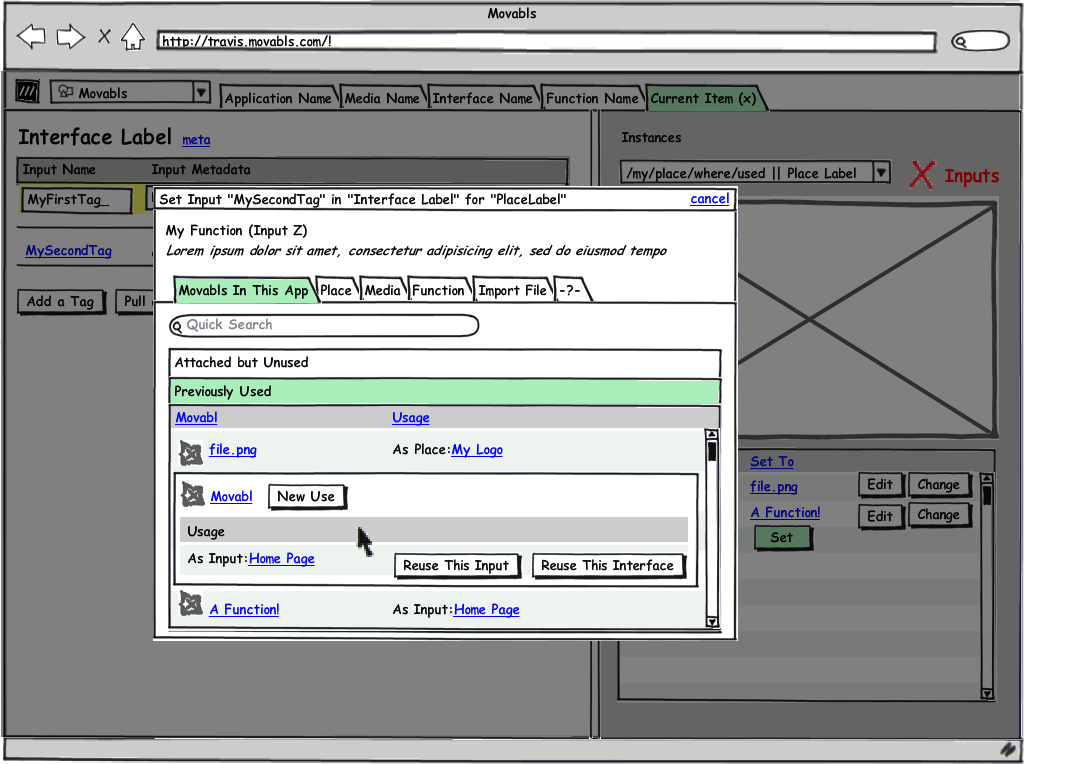 Movabls
http://travis.movabls.com/!
Movabls
Application Name
Media Name
Interface Name
Function Name
Current Item (x)
Interface Label meta
Input Name Input Metadata
MyFirstTag_
MySecondTag
Add a Tag Pull
Instances
/my/place/where/used || Place Label
Inputs
Set Input "MySecondTag" in "Interface Label" for "PlaceLabel" cancel
My Function (Input Z)
Lorem ipsum dolor sit amet, consectetur adipisicing elit, sed do eiusmod tempo
Movabls In This App Place Media Function Import File -?-
Quick Search
Attached but Unused
Previously Used
Movabl Usage
file.png As Place:My Logo
Movabl New Use
Usage
As Input:Home Page Reuse This Input Reuse This Interface
A Function! As Input:Home Page
Set To
file.png Edit Change
A Function! Edit Change
Set